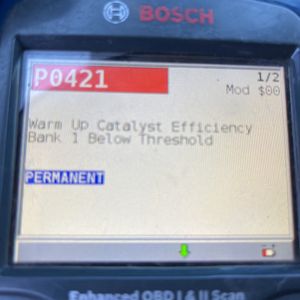 BOSCH
P0421
1/2
Mod $00
Warm Up Catalyst Efficiency
Bank 1 Below Threshold
PERMANENT
Enhanced OBD I & II Scan